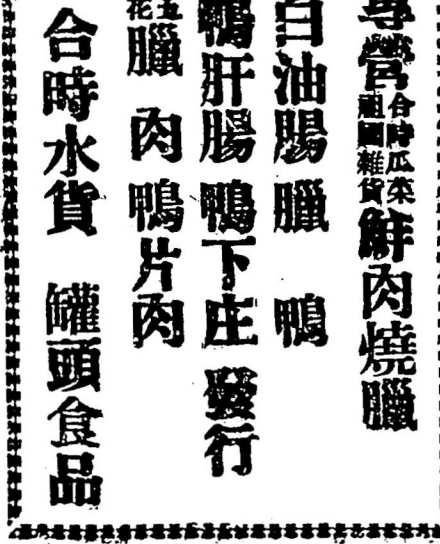 專營合時瓜菜祖國雜貨鮮肉燒臘
白油腸臘鴨
鴨肝腸鴨下庄發行
五花臘肉鴨片肉
合時水貨 罐頭食品